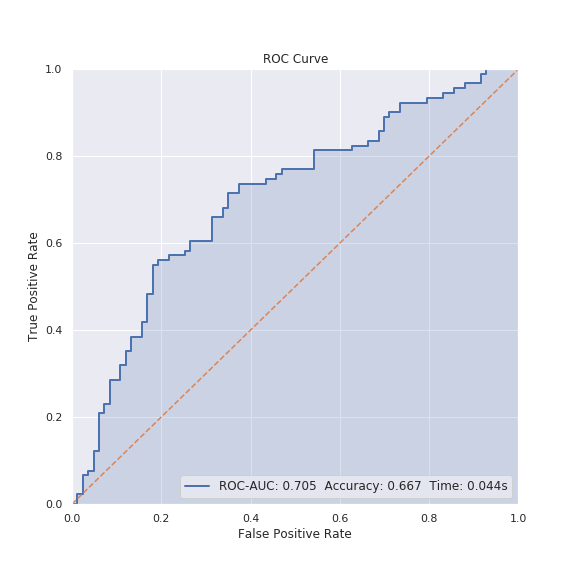 ROC Curve
1.0
0.8
0.6
0.4
0.2
0.0
True Positive Rate
ROC-AUC: 0.705  Accuracy: 0.667  Time: 0.044s
0.0 0.2 0.4 0.6 0.8 1.0
False Positive Rate